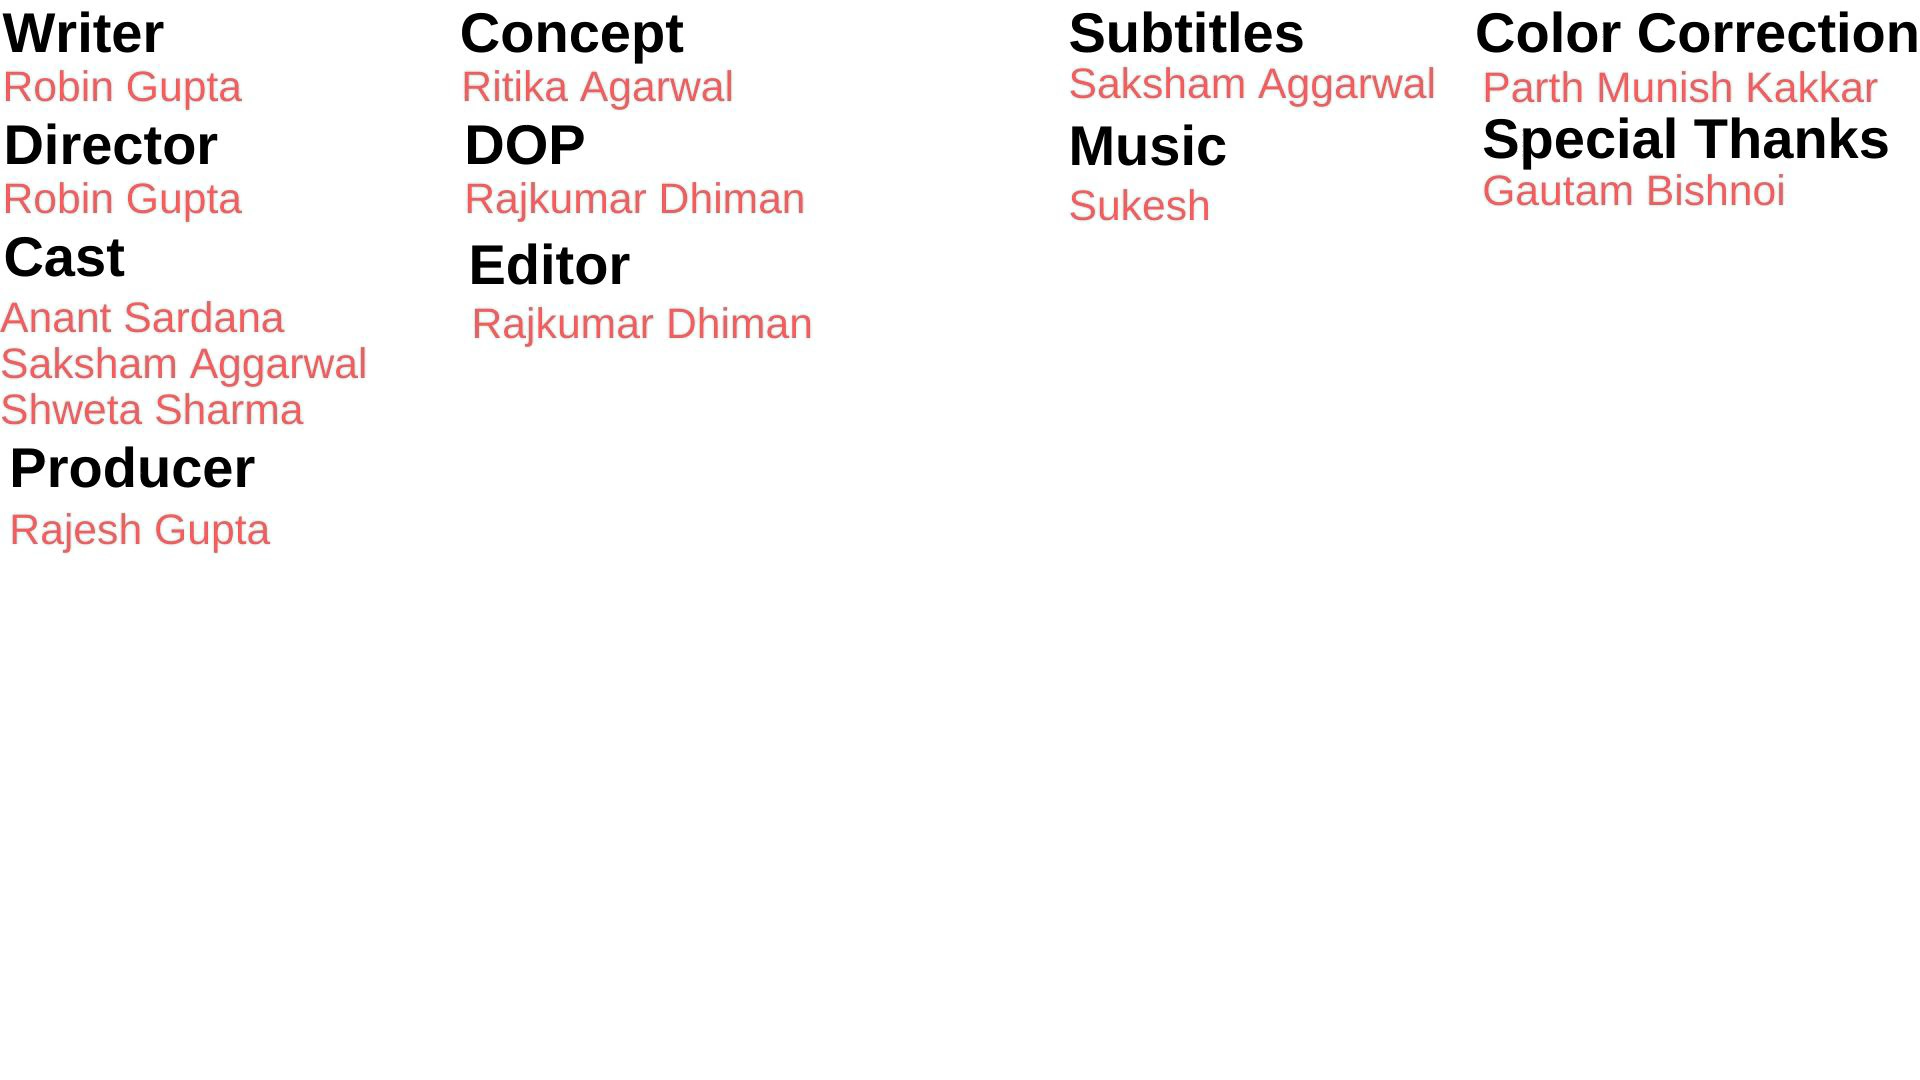 Writer
Robin Gupta
Director
Robin Gupta
Cast
Anant Sardana
Saksham Aggarwal
Shweta Sharma
Producer
Rajesh Gupta
Concept
Ritika Agarwal
DOP
Rajkumar Dhiman
Editor
Rajkumar Dhiman
Subtitles
Saksham Aggarwal
Music
Sukesh
Color Correction
Parth Munish Kakkar
Special Thanks
Gautam Bishnoi